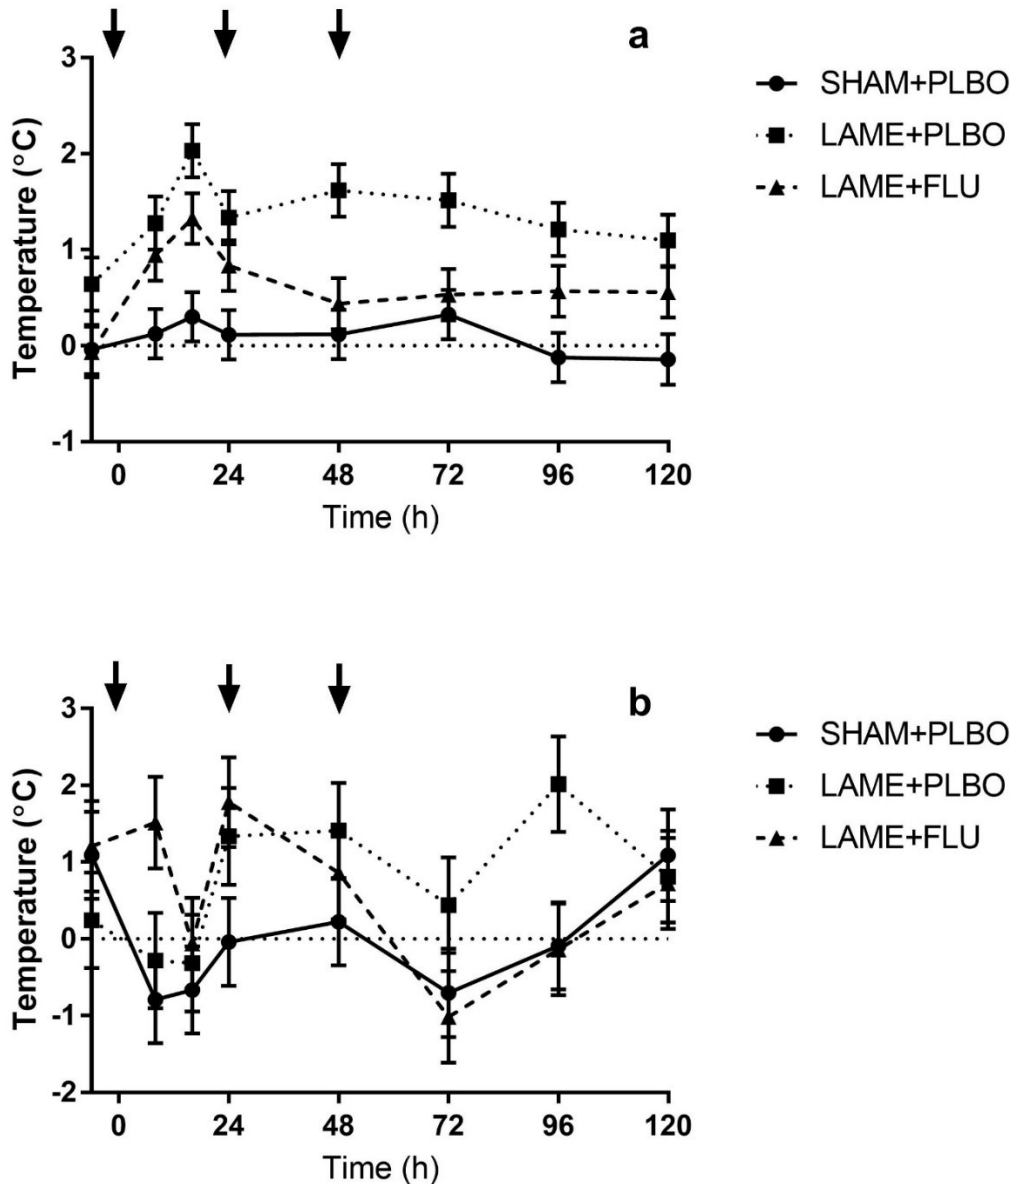 a
3
2
1
0
-1
Temperature (°C)
0 24 48 72 96 120
Time (h)
SHAM+PLBO
LAME+PLBO
LAME+FLU
b
3
2
1
0
-1
-2
Temperature (°C)
0 24 48 72 96 120
Time (h)
SHAM+PLBO
LAME+PLBO
LAME+FLU